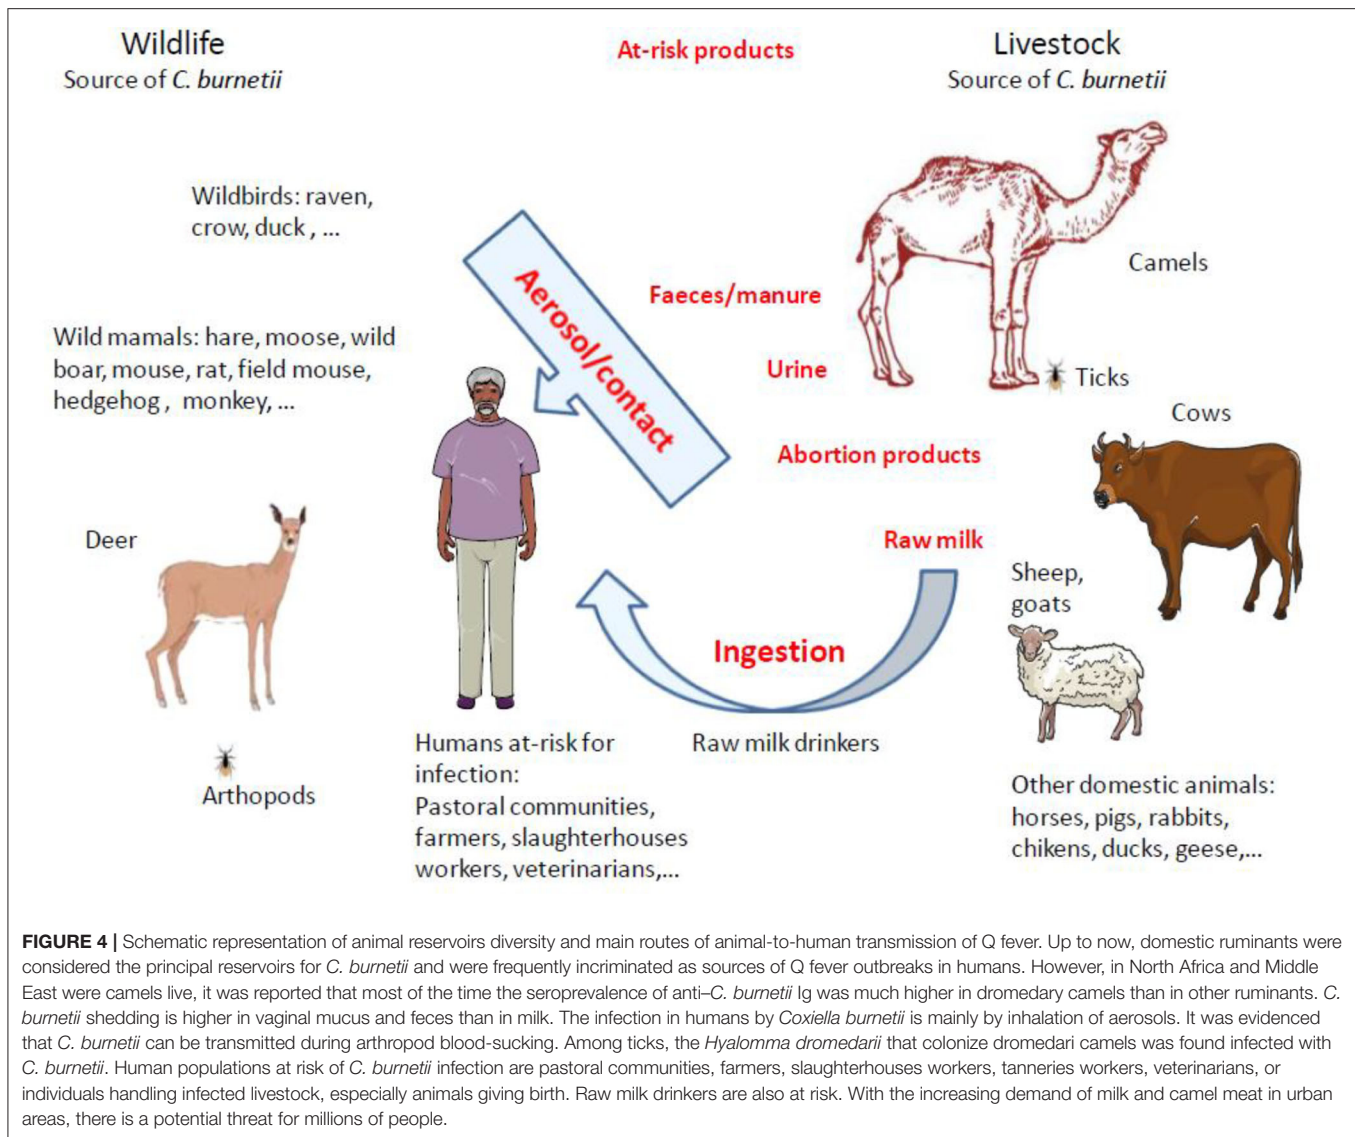 Wildlife
Source of C. burnetii
At-risk products
Livestock
Source of C. burnetii
Wildbirds: raven,
crow, duck , ...
Camels
Aerosol/contact
Faeces/manure
Wild mamals: hare, moose, wild
boar, mouse, rat, field mouse,
hedgehog , monkey, ...
Urine
Ticks
Cows
Abortion products
Deer
Raw milk
Sheep,
goats
Ingestion
Arthopods
Humans at-risk for
infection:
Pastoral communities,
farmers, slaughterhouses
workers, veterinarians,...
Raw milk drinkers
Other domestic animals:
horses, pigs, rabbits,
chikens, ducks, geese,...
FIGURE 4 | Schematic representation of animal reservoirs diversity and main routes of animal-to-human transmission of Q fever. Up to now, domestic ruminants were
considered the principal reservoirs for C. burnetii and were frequently incriminated as sources of Q fever outbreaks in humans. However, in North Africa and Middle
East were camels live, it was reported that most of the time the seroprevalence of anti–C. burnetii Ig was much higher in dromedary camels than in other ruminants. C.
burnetii shedding is higher in vaginal mucus and feces than in milk. The infection in humans by Coxiella burnetii is mainly by inhalation of aerosols. It was evidenced
that C. burnetii can be transmitted during arthropod blood-sucking. Among ticks, the Hyalomma dromedarii that colonize dromedari camels was found infected with
C. burnetii. Human populations at risk of C. burnetii infection are pastoral communities, farmers, slaughterhouses workers, tanneries workers, veterinarians, or
individuals handling infected livestock, especially animals giving birth. Raw milk drinkers are also at risk. With the increasing demand of milk and camel meat in urban
areas, there is a potential threat for millions of people.